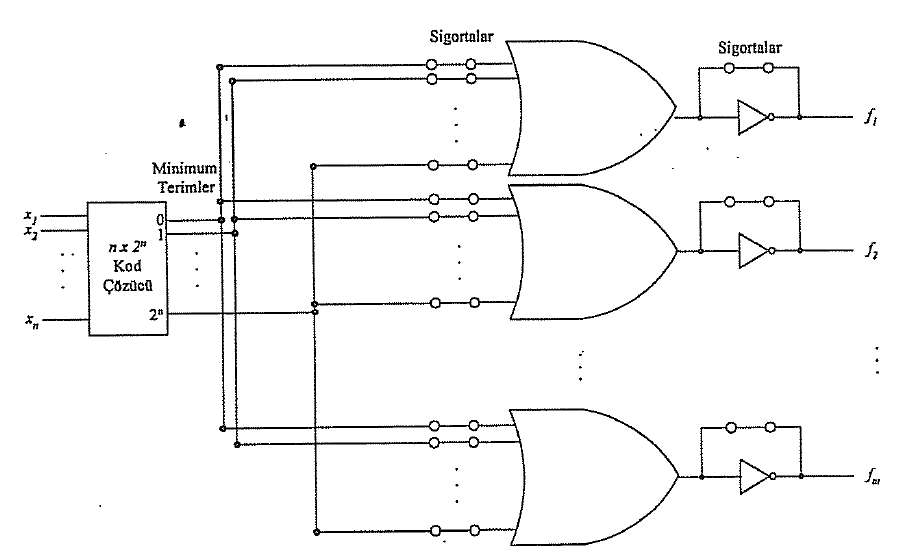 Sigortalar
Sigortalar
f₁
Minimum
Terimler
x₁
x₂
xₙ
0
1
n x 2ⁿ
Kod
Çözücü
2ⁿ
f₂
fₘ